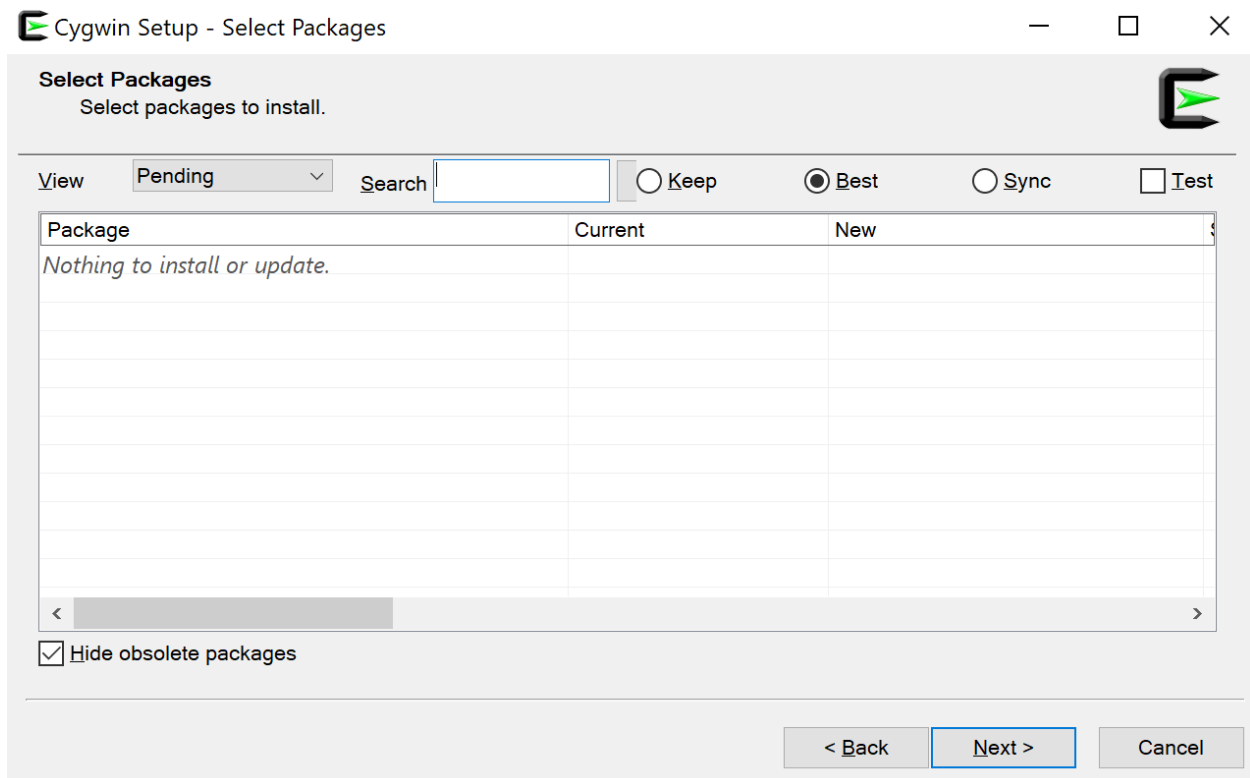 Cygwin Setup - Select Packages
Select Packages
Select packages to install.
View Pending Search Keep Best Sync Test
Package Current New
Nothing to install or update.
Hide obsolete packages
< Back Next > Cancel